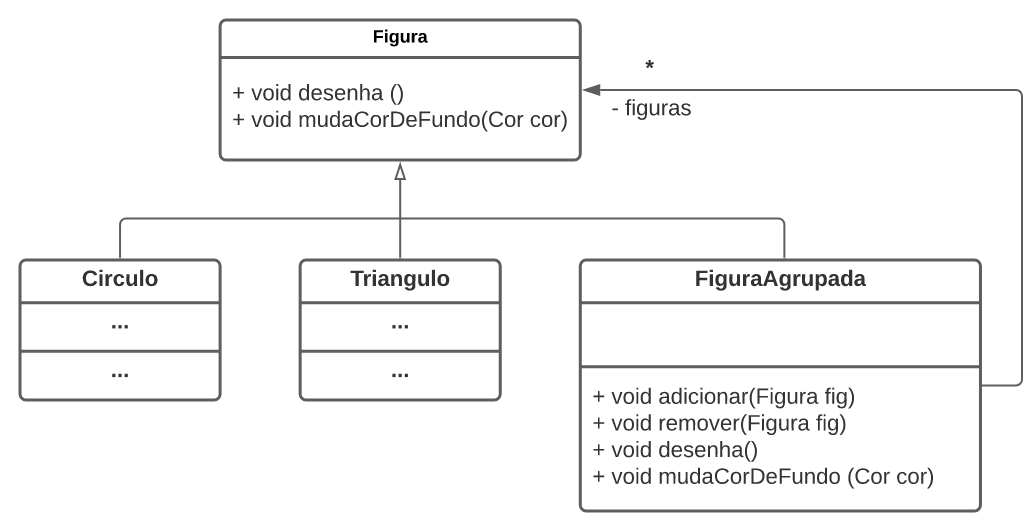 Figura
+ void desenha ()
+ void mudaCorDeFundo(Cor cor)
*
- figuras
Circulo
...
...
Triangulo
...
...
FiguraAgrupada
+ void adicionar(Figura fig)
+ void remover(Figura fig)
+ void desenha()
+ void mudaCorDeFundo (Cor cor)